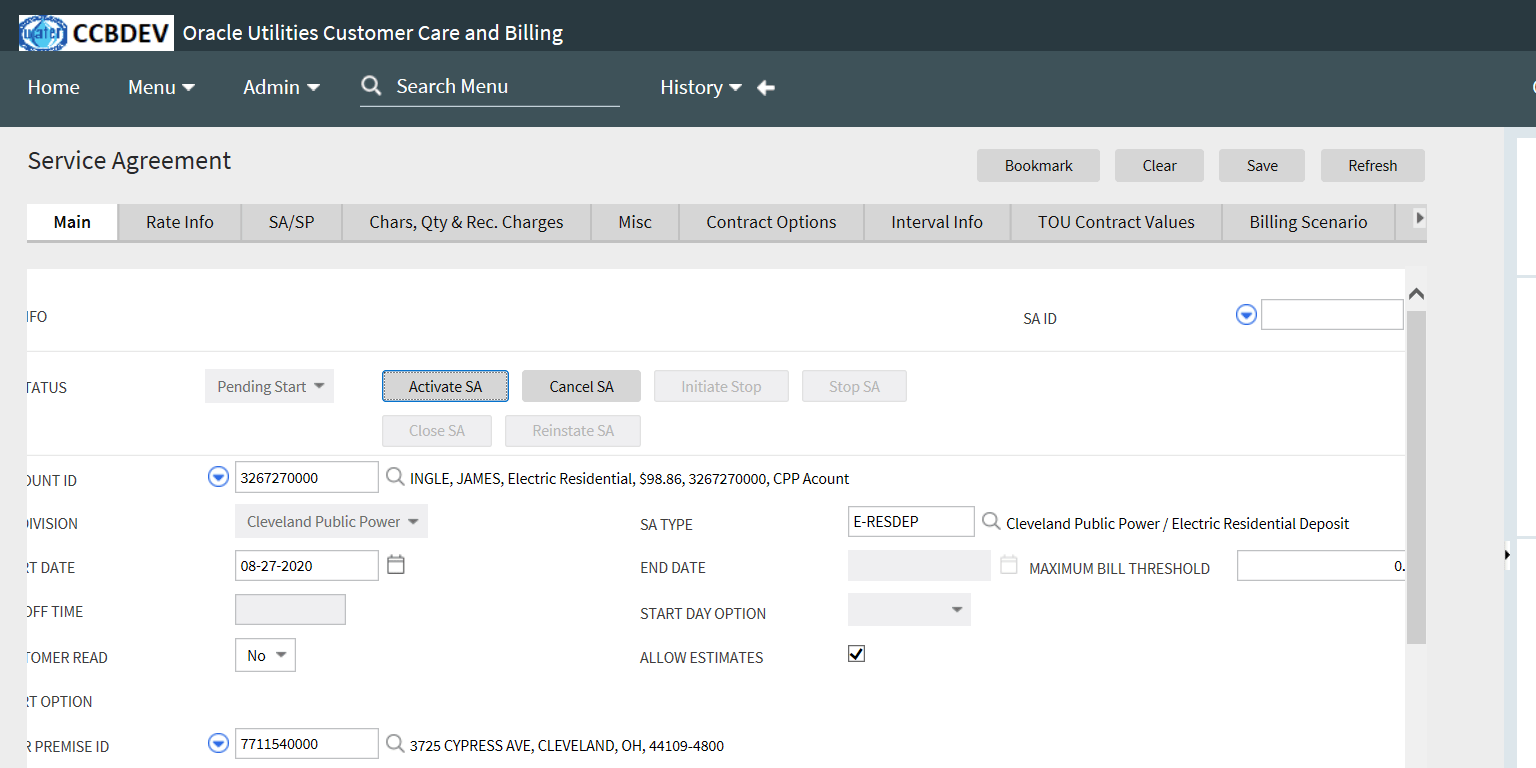 water CCBDEV Oracle Utilities Customer Care and Billing
Home Menu Admin Search Menu History
Service Agreement
Bookmark Clear Save Refresh
Main Rate Info SA/SP Chars, Qty & Rec. Charges Misc Contract Options Interval Info TOU Contract Values Billing Scenario
FO SA ID
TATUS Pending Start Activate SA Cancel SA Initiate Stop Stop SA
Close SA Reinstate SA
OUNT ID 3267270000 INGLE, JAMES, Electric Residential, $98.86, 3267270000, CPP Acount
IVISION Cleveland Public Power SA TYPE E-RESDEP Cleveland Public Power / Electric Residential Deposit
RT DATE 08-27-2020 END DATE MAXIMUM BILL THRESHOLD 0.
OFF TIME START DAY OPTION
TOMER READ No ALLOW ESTIMATES
RT OPTION
R PREMISE ID 7711540000 3725 CYPRESS AVE, CLEVELAND, OH, 44109-4800